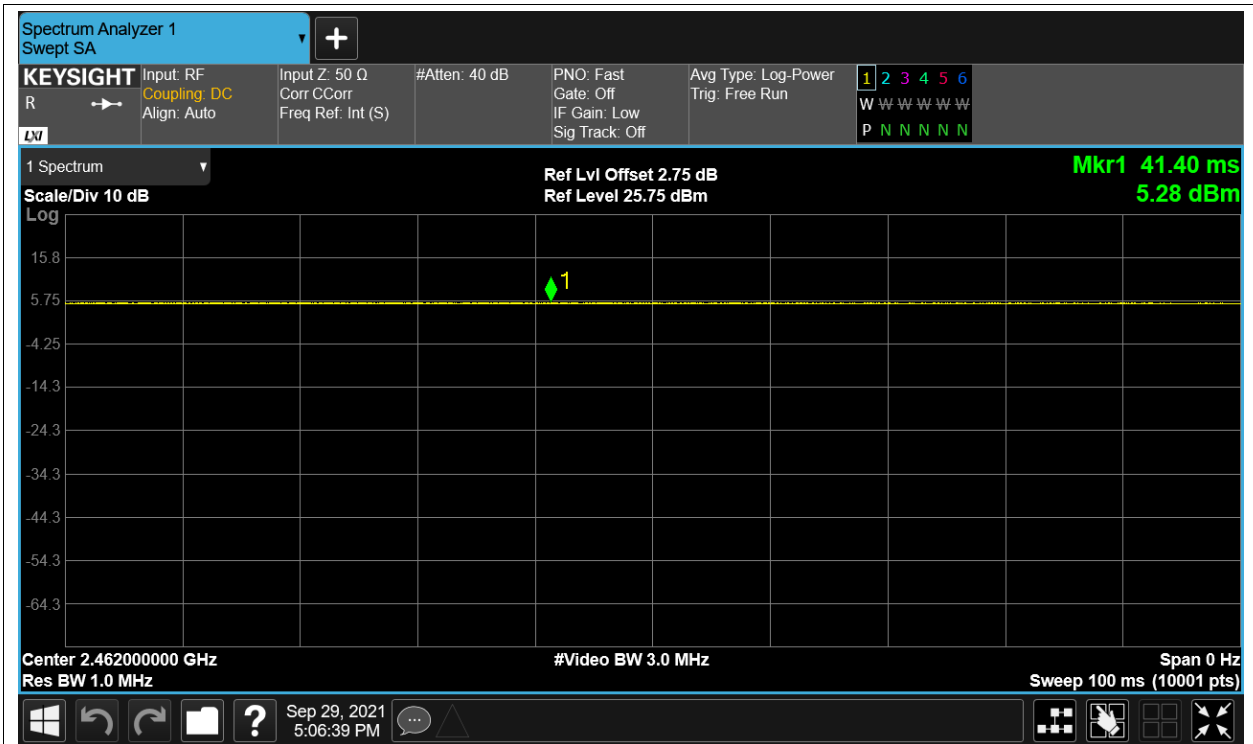 Spectrum Analyzer 1
Swept SA
KEYSIGHT
R
LXI
Input: RF
Coupling: DC
Align: Auto
Input Z: 50 Ω
Corr CCorr
Freq Ref: Int (S)
#Atten: 40 dB
PNO: Fast
Gate: Off
IF Gain: Low
Sig Track: Off
Avg Type: Log-Power
Trig: Free Run
1 2 3 4 5 6
W W W W W W
P N N N N N
1 Spectrum
Scale/Div 10 dB
Ref Lvl Offset 2.75 dB
Ref Level 25.75 dBm
Mkr1 41.40 ms
5.28 dBm
Log
15.8
1
5.75
-4.25
-14.3
-24.3
-34.3
-44.3
-54.3
-64.3
Center 2.462000000 GHz
#Video BW 3.0 MHz
Span 0 Hz
Res BW 1.0 MHz
Sweep 100 ms (10001 pts)
?
Sep 29, 2021
5:06:39 PM